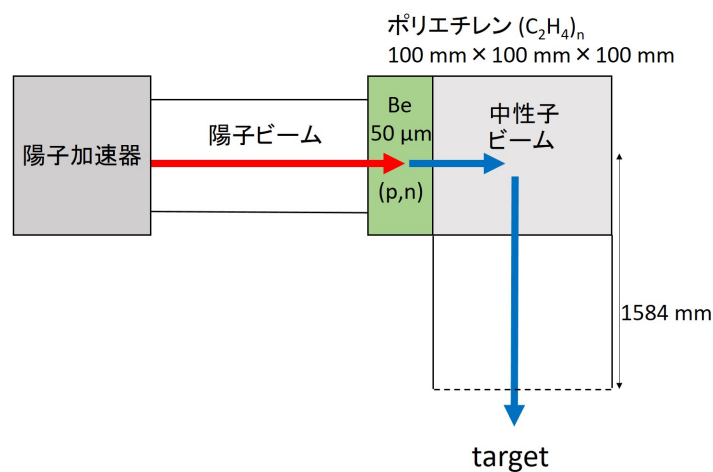 ポリエチレン (C₂H₄)ₙ
100 mm × 100 mm × 100 mm
陽子加速器
陽子ビーム
Be
50 μm
(p,n)
中性子
ビーム
1584 mm
target